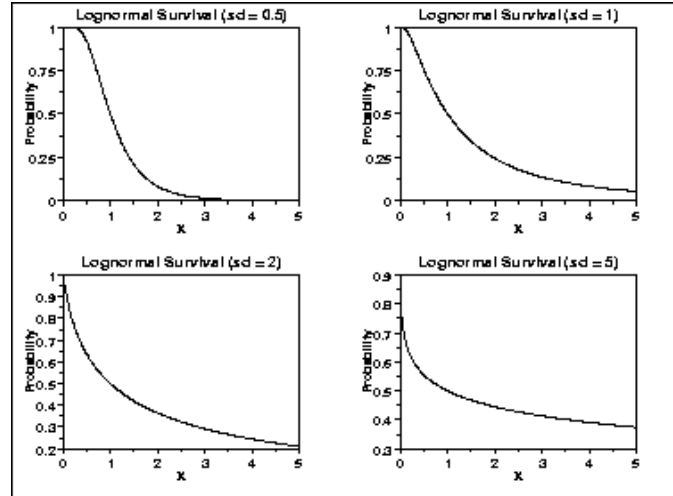 Lognormal Survival (sd = 0.5)
1
0.75
0.5
0.25
0
Probability
0 1 2 3 4 5
X
Lognormal Survival (sd = 1)
1
0.75
0.5
0.25
0
Probability
0 1 2 3 4 5
X
Lognormal Survival (sd = 2)
1
0.9
0.8
0.7
0.6
0.5
0.4
0.3
0.2
Probability
0 1 2 3 4 5
X
Lognormal Survival (sd = 5)
0.9
0.8
0.7
0.6
0.5
0.4
0.3
Probability
0 1 2 3 4 5
X